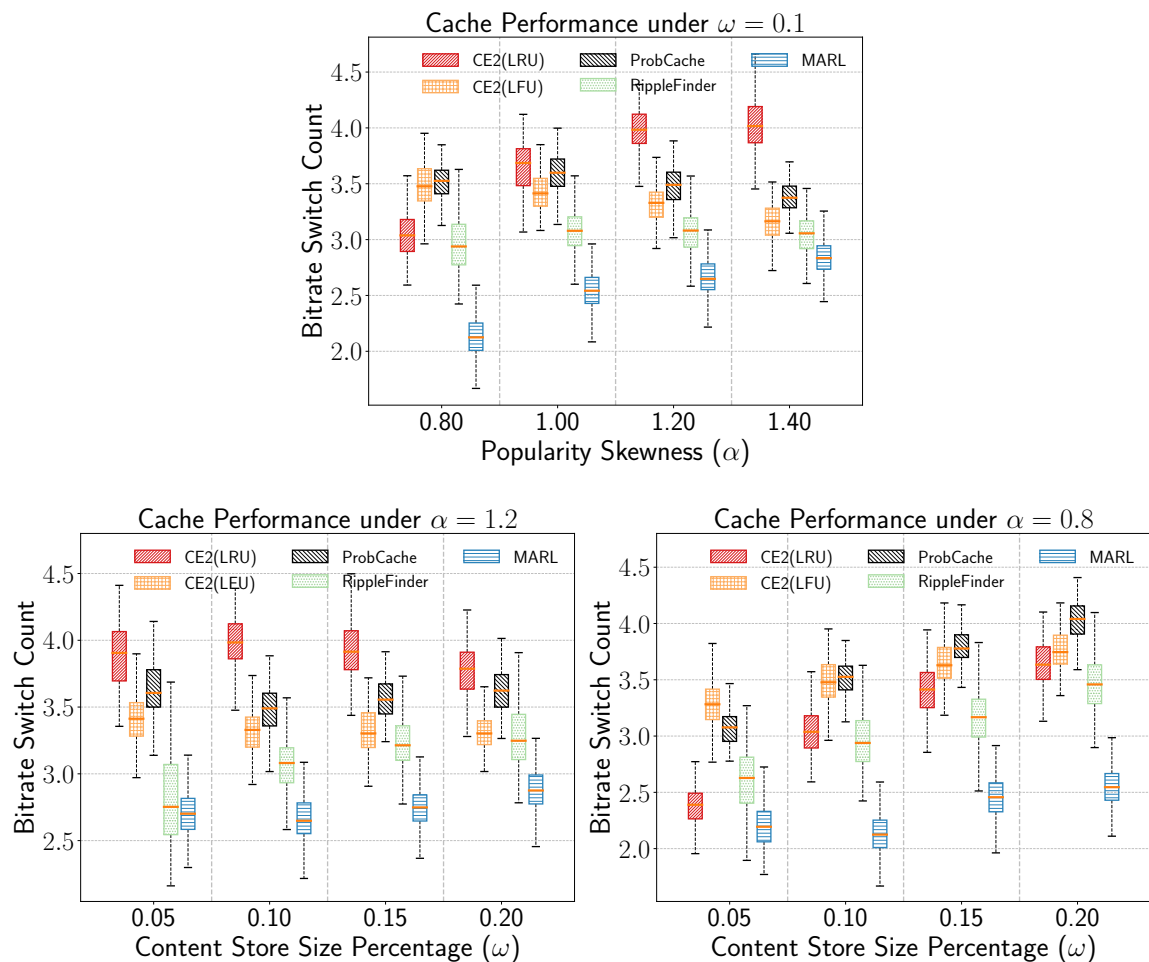 Cache Performance under ω = 0.1
CE2(LRU) ProbCache MARL
CE2(LFU) RippleFinder
Bitrate Switch Count
4.5
4.0
3.5
3.0
2.5
2.0
0.80 1.00 1.20 1.40
Popularity Skewness (α)
Cache Performance under α = 1.2
CE2(LRU) ProbCache MARL
CE2(LFU) RippleFinder
Bitrate Switch Count
4.5
4.0
3.5
3.0
2.5
0.05 0.10 0.15 0.20
Content Store Size Percentage (ω)
Cache Performance under α = 0.8
CE2(LRU) ProbCache MARL
CE2(LFU) RippleFinder
Bitrate Switch Count
4.5
4.0
3.5
3.0
2.5
2.0
0.05 0.10 0.15 0.20
Content Store Size Percentage (ω)